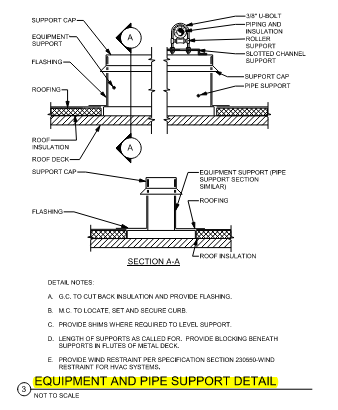 SUPPORT CAP
EQUIPMENT
SUPPORT
FLASHING
ROOFING
ROOF
INSULATION
ROOF DECK
A
A
3/8" U-BOLT
PIPING AND
INSULATION
ROLLER
SUPPORT
SLOTTED CHANNEL
SUPPORT
SUPPORT CAP
PIPE SUPPORT
SUPPORT CAP
FLASHING
EQUIPMENT SUPPORT (PIPE
SUPPORT SECTION
SIMILAR)
ROOFING
ROOF INSULATION
SECTION A-A
DETAIL NOTES:
A. G.C. TO CUT BACK INSULATION AND PROVIDE FLASHING.
B. M.C. TO LOCATE, SET AND SECURE CURB.
C. PROVIDE SHIMS WHERE REQUIRED TO LEVEL SUPPORT.
D. LENGTH OF SUPPORTS AS CALLED FOR. PROVIDE BLOCKING BENEATH
SUPPORTS IN FLUTES OF METAL DECK.
E. PROVIDE WIND RESTRAINT PER SPECIFICATION SECTION 230550-WIND
RESTRAINT FOR HVAC SYSTEMS.
3 EQUIPMENT AND PIPE SUPPORT DETAIL
NOT TO SCALE